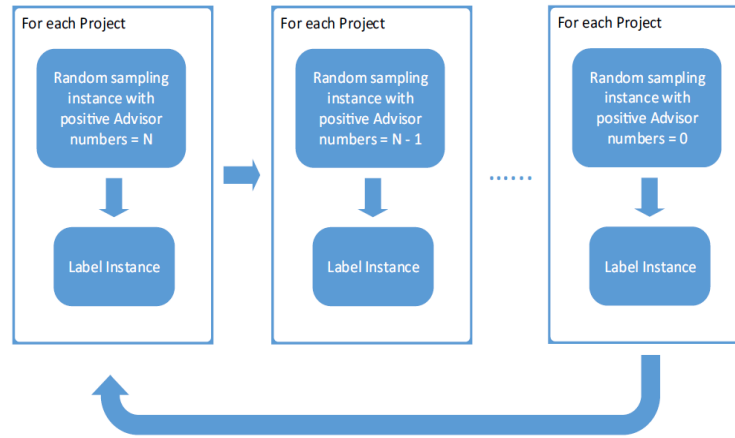 For each Project
Random sampling
instance with
positive Advisor
numbers = N
Label Instance
For each Project
Random sampling
instance with
positive Advisor
numbers = N - 1
Label Instance
......
For each Project
Random sampling
instance with
positive Advisor
numbers = 0
Label Instance